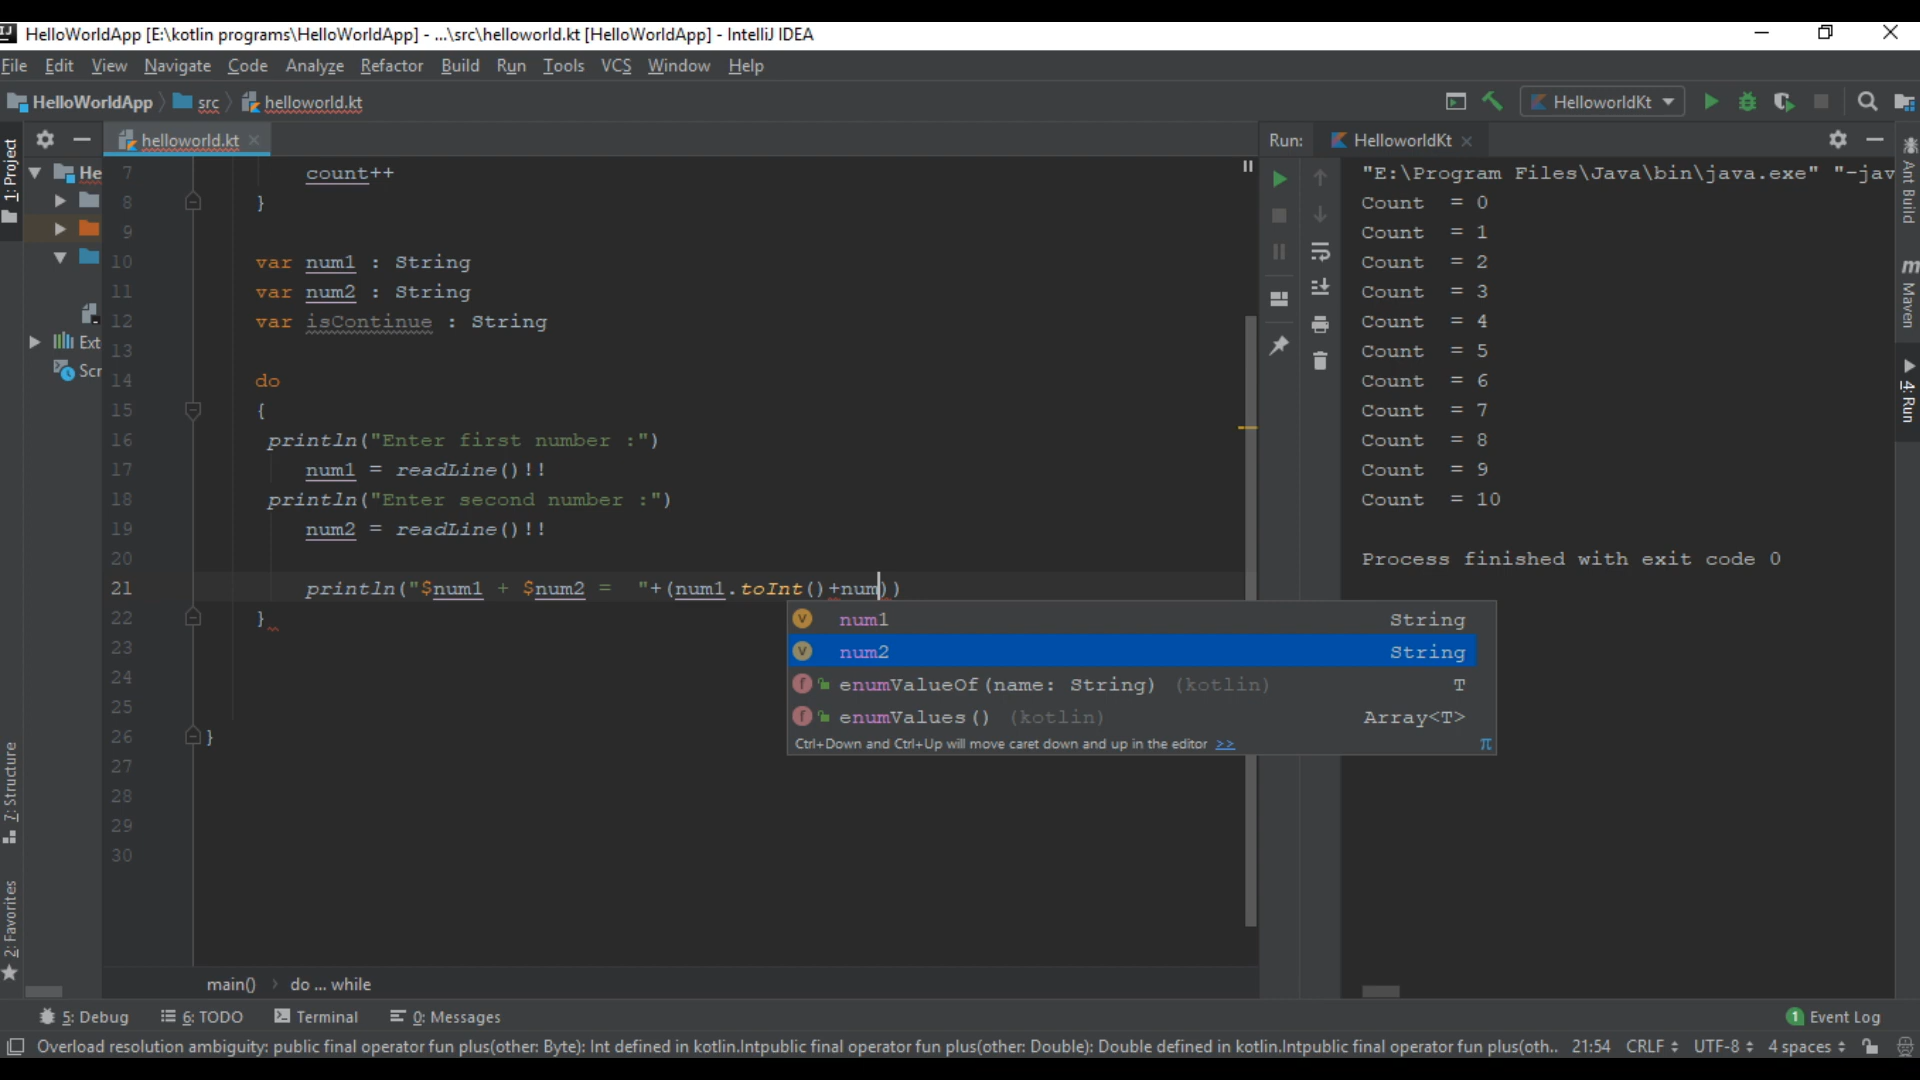 HelloWorldApp [E:\kotlin programs\HelloWorldApp] - ...\src\helloworld.kt [HelloWorldApp] - IntelliJ IDEA
File Edit View Navigate Code Analyze Refactor Build Run Tools VCS Window Help
HelloWorldApp src helloworld.kt HelloworldKt
helloworld.kt
1: Project
He
Ext
Scr
7: Structure
2: Favorites
7 count++
8 }
9
10 var num1 : String
11 var num2 : String
12 var isContinue : String
13
14 do
15 {
16 println("Enter first number :")
17 num1 = readLine()!!
18 println("Enter second number :")
19 num2 = readLine()!!
20
21 println("$num1 + $num2 =  "+(num1.toInt()+num))
22 }
23
24
25
26 }
27
28
29
30
num1 String
num2 String
enumValueOf(name: String) (kotlin) T
enumValues() (kotlin) Array<T>
Ctrl+Down and Ctrl+Up will move caret down and up in the editor >> π
main() do ... while
Run: HelloworldKt
"E:\Program Files\Java\bin\java.exe" "-jav
Count  = 0
Count  = 1
Count  = 2
Count  = 3
Count  = 4
Count  = 5
Count  = 6
Count  = 7
Count  = 8
Count  = 9
Count  = 10
Process finished with exit code 0
Ant Build
m Maven
4: Run
5: Debug 6: TODO Terminal 0: Messages 1 Event Log
Overload resolution ambiguity: public final operator fun plus(other: Byte): Int defined in kotlin.Intpublic final operator fun plus(other: Double): Double defined in kotlin.Intpublic final operator fun plus(oth.. 21:54 CRLF UTF-8 4 spaces